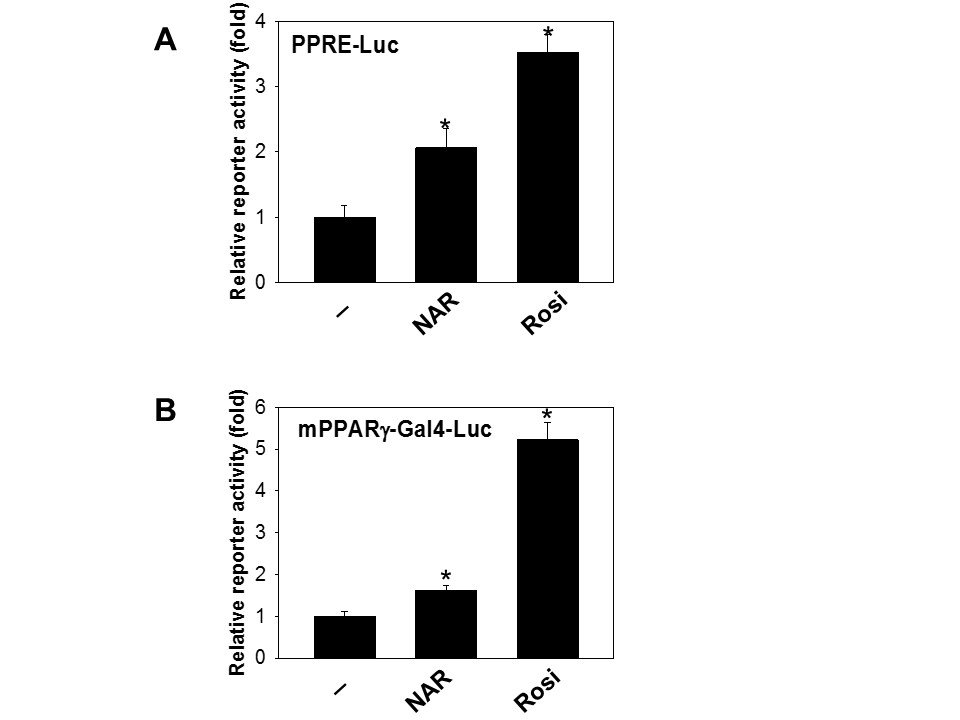 A
Relative reporter activity (fold)
PPRE-Luc
4
3
2
1
0
*
*
–
NAR
Rosi
B
Relative reporter activity (fold)
mPPARγ-Gal4-Luc
6
5
4
3
2
1
0
*
*
–
NAR
Rosi